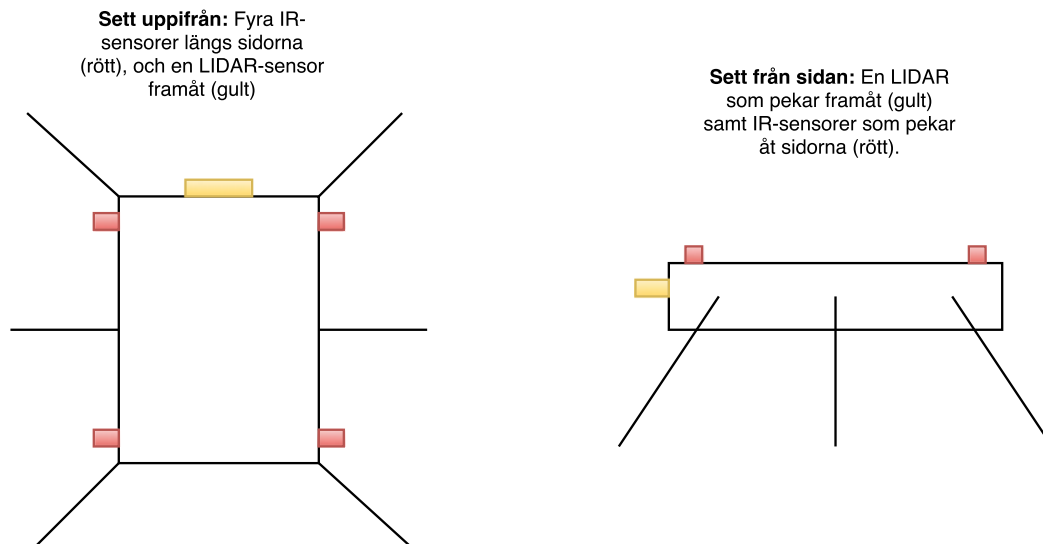 Sett uppifrån: Fyra IR-
sensorer längs sidorna
(rött), och en LIDAR-sensor
framåt (gult)
Sett från sidan: En LIDAR
som pekar framåt (gult)
samt IR-sensorer som pekar
åt sidorna (rött).